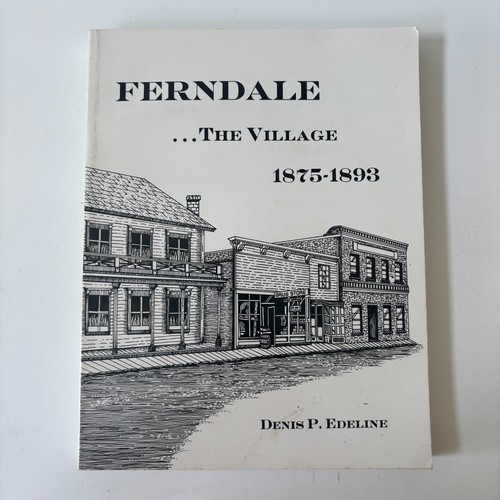 FERNDALE
...THE VILLAGE
1875-1893
DENIS P. EDELINE